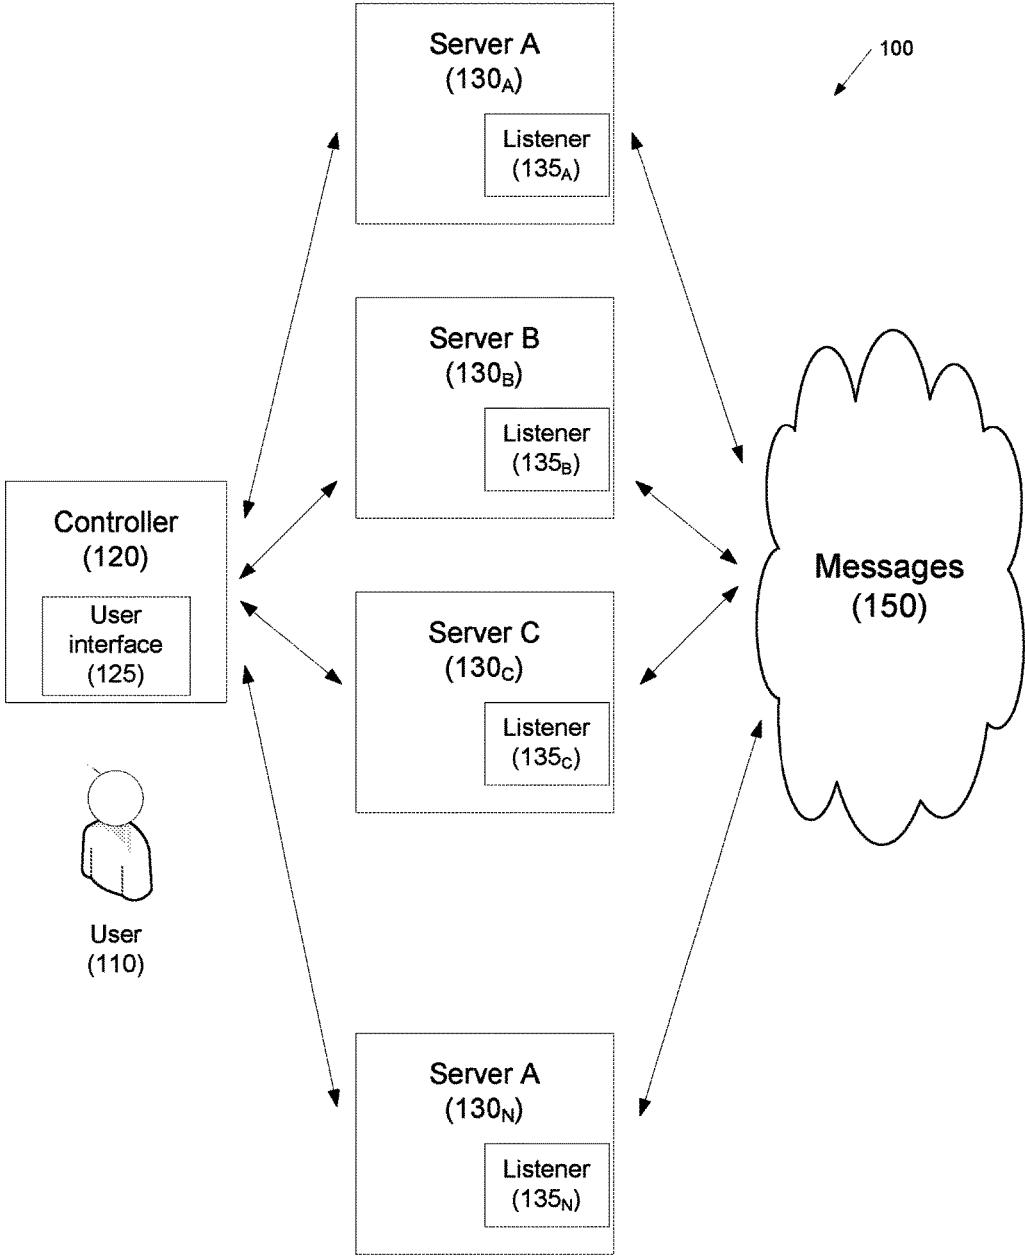 Server A
(130A)
100
Listener
(135A)
Server B
(130B)
Listener
(135B)
Controller
(120)
User
interface
(125)
Server C
(130C)
Listener
(135C)
Messages
(150)
User
(110)
Server A
(130N)
Listener
(135N)